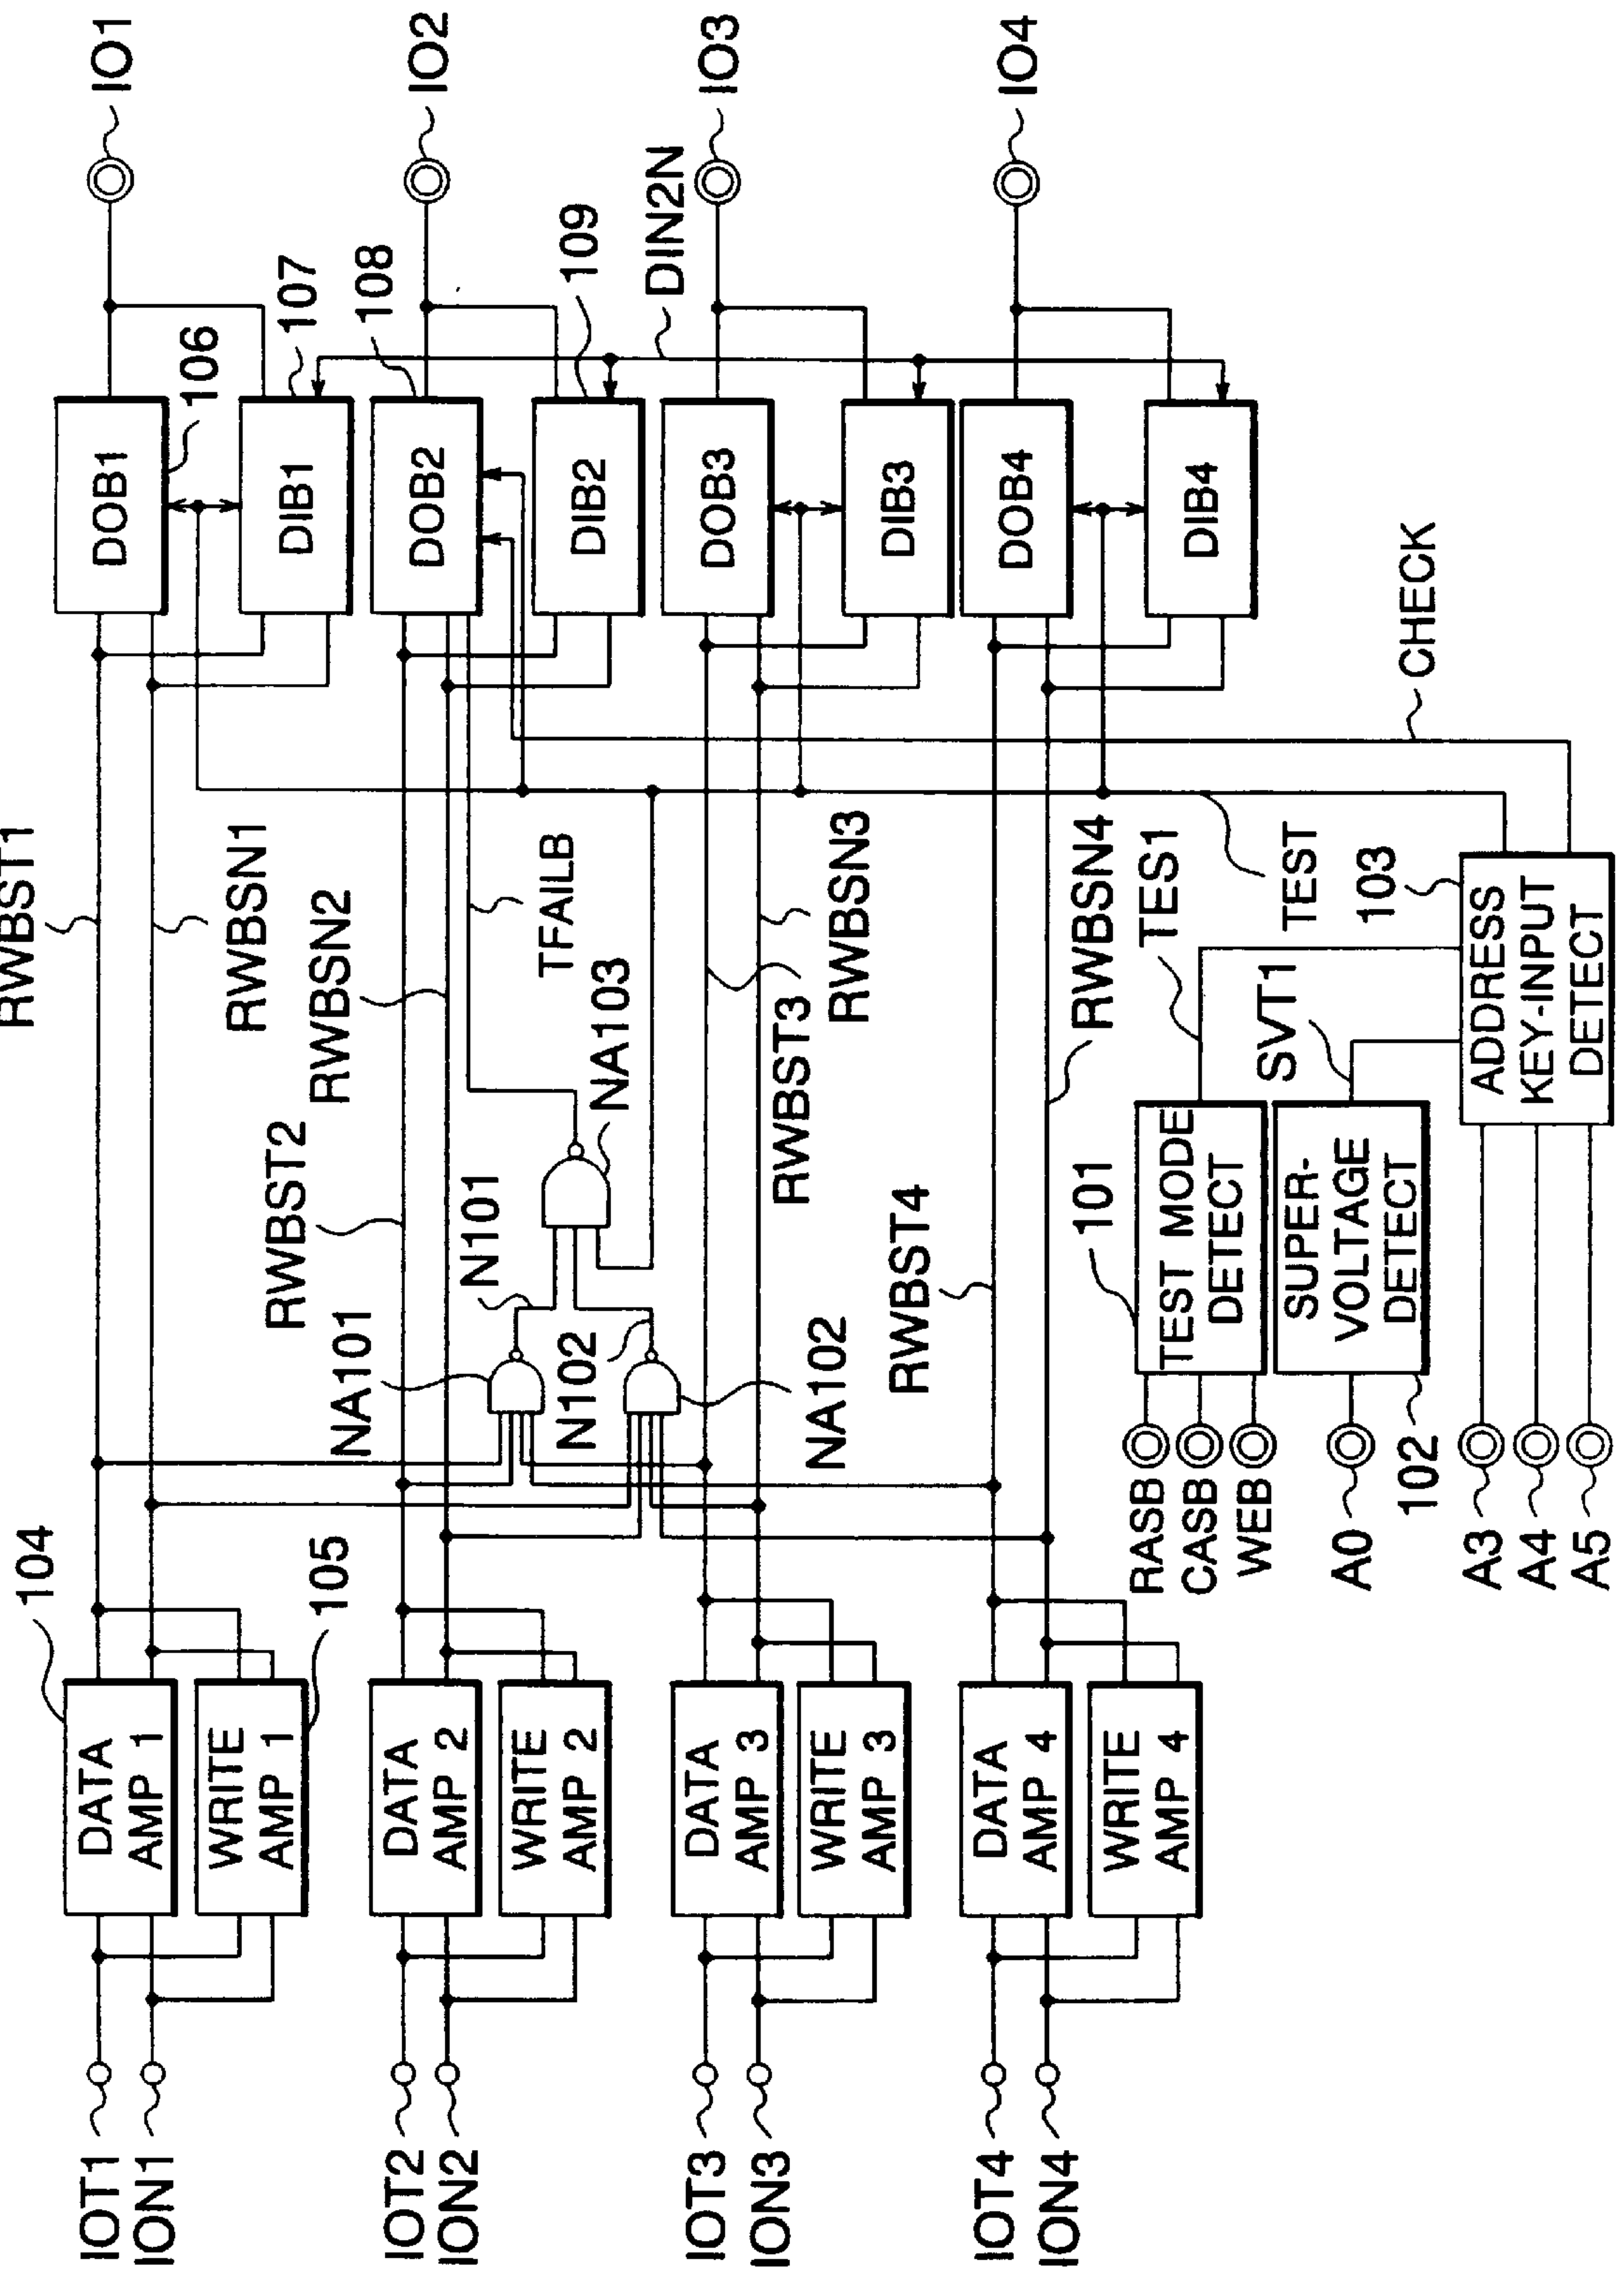 IOT1
ION1
IOT2
ION2
IOT3
ION3
IOT4
ION4
104
DATA
AMP 1
WRITE
AMP 1
105
DATA
AMP 2
WRITE
AMP 2
DATA
AMP 3
WRITE
AMP 3
DATA
AMP 4
WRITE
AMP 4
RWBST1
RWBSN1
RWBST2
RWBSN2
NA101
N101
N102
NA102
NA103
TFAILB
RWBST3
RWBSN3
RWBST4
RWBSN4
RASB
CASB
WEB
A0
A3
A4
A5
101
TEST MODE
DETECT
SUPER-
VOLTAGE
DETECT
102
TES1
SVT1
103
ADDRESS
KEY-INPUT
DETECT
TEST
CHECK
DOB1
106
DIB1
107
DOB2
108
DIB2
109
DOB3
DIB3
DOB4
DIB4
DIN2N
IO1
IO2
IO3
IO4